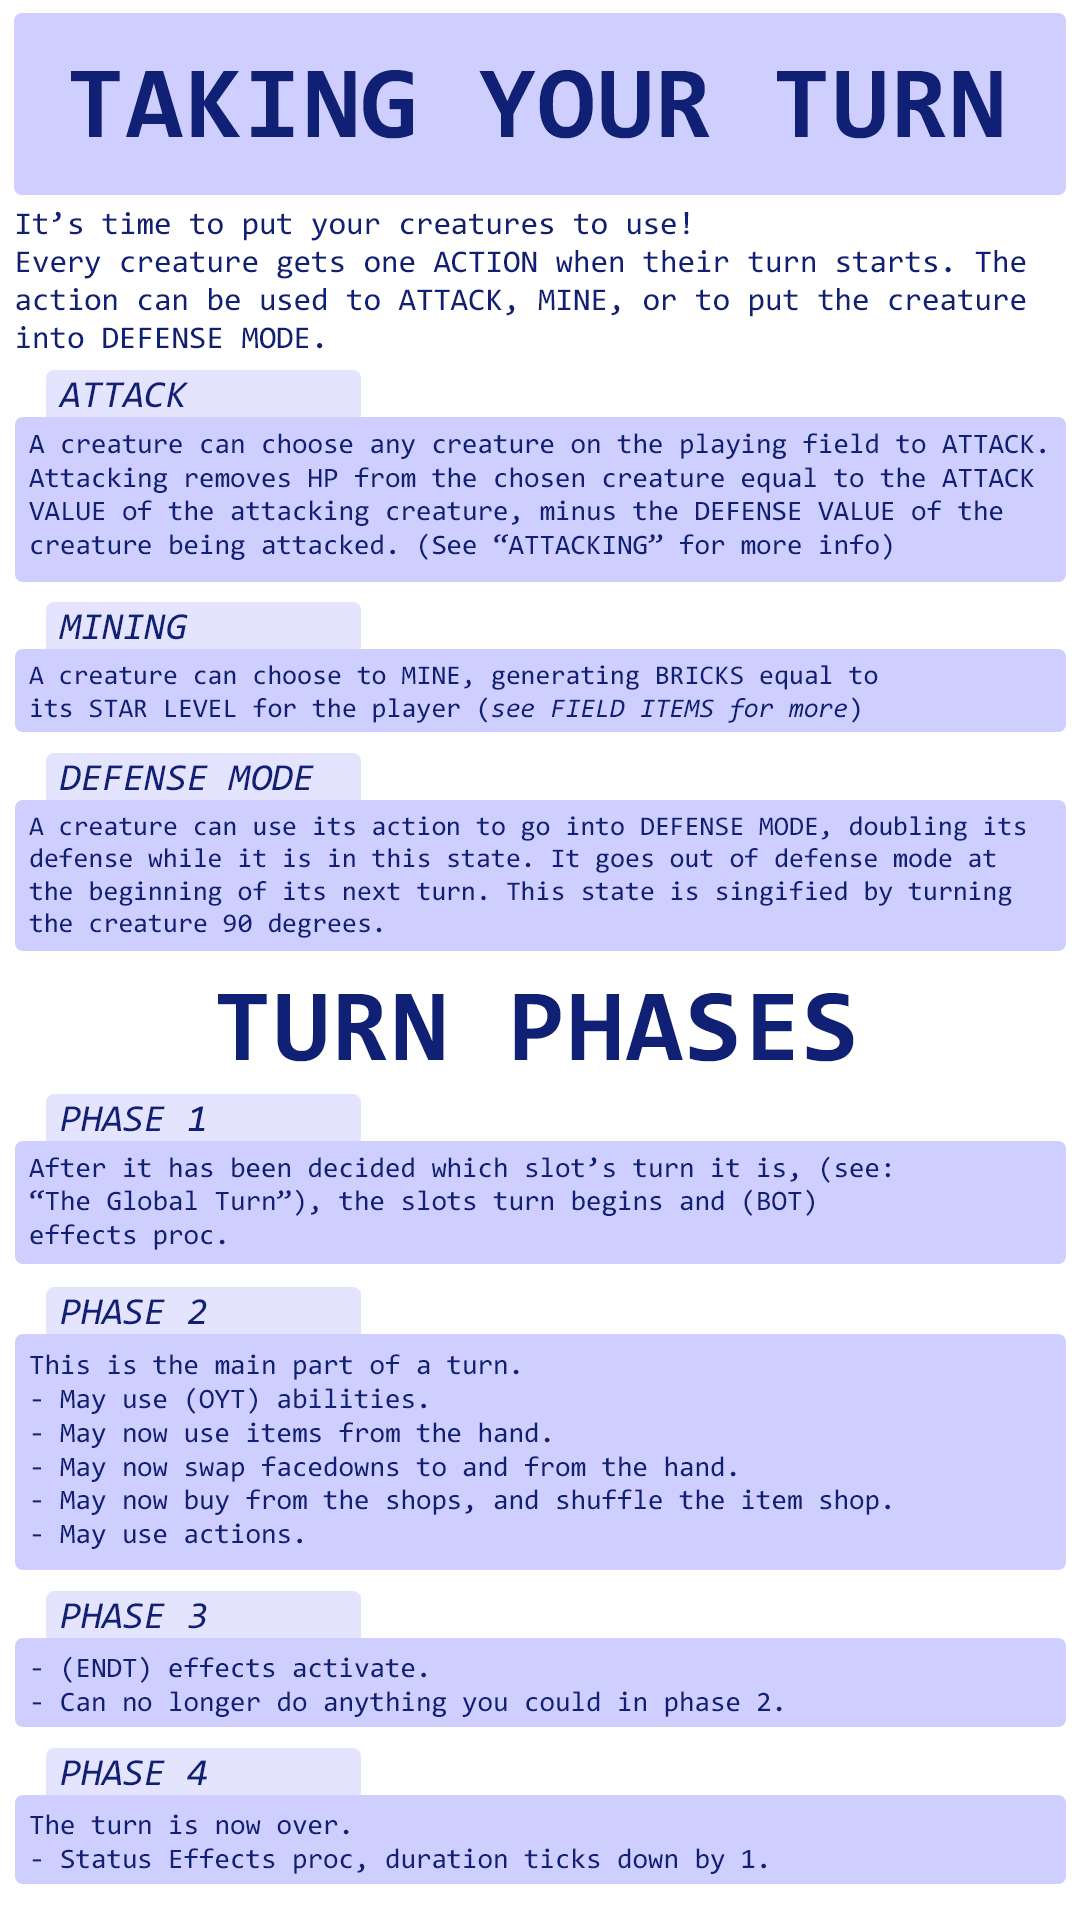 TAKING YOUR TURN
It’s time to put your creatures to use!
Every creature gets one ACTION when their turn starts. The
action can be used to ATTACK, MINE, or to put the creature
into DEFENSE MODE.
ATTACK
A creature can choose any creature on the playing field to ATTACK.
Attacking removes HP from the chosen creature equal to the ATTACK
VALUE of the attacking creature, minus the DEFENSE VALUE of the
creature being attacked. (See “ATTACKING” for more info)
MINING
A creature can choose to MINE, generating BRICKS equal to
its STAR LEVEL for the player (see FIELD ITEMS for more)
DEFENSE MODE
A creature can use its action to go into DEFENSE MODE, doubling its
defense while it is in this state. It goes out of defense mode at
the beginning of its next turn. This state is singified by turning
the creature 90 degrees.
TURN PHASES
PHASE 1
After it has been decided which slot’s turn it is, (see:
“The Global Turn”), the slots turn begins and (BOT)
effects proc.
PHASE 2
This is the main part of a turn.
- May use (OYT) abilities.
- May now use items from the hand.
- May now swap facedowns to and from the hand.
- May now buy from the shops, and shuffle the item shop.
- May use actions.
PHASE 3
- (ENDT) effects activate.
- Can no longer do anything you could in phase 2.
PHASE 4
The turn is now over.
- Status Effects proc, duration ticks down by 1.